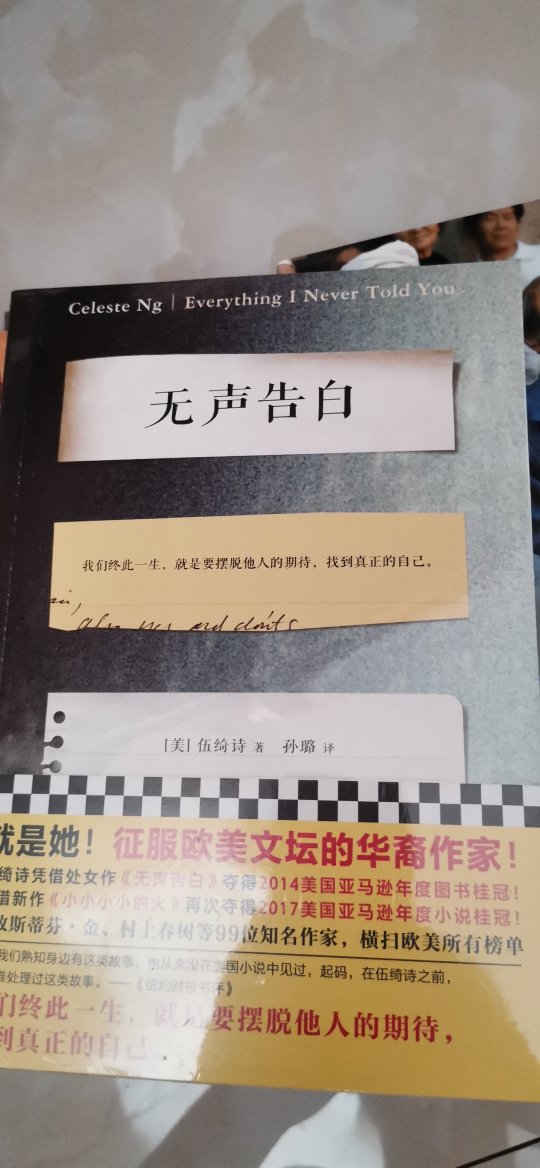 Celeste Ng | Everything I Never Told You
无声告白
我们终此一生，就是要摆脱他人的期待，找到真正的自己。
also yes and don'ts
[美] 伍绮诗 著 孙璐 译
就是她！征服欧美文坛的华裔作家！
绮诗凭借处女作《无声告白》夺得2014美国亚马逊年度图书桂冠！
借新作《小小小小的火》再次夺得2017美国亚马逊年度小说桂冠！
败斯蒂芬·金、村上春树等99位知名作家，横扫欧美所有榜单
我们熟知身边有这类故事，也从来没在美国小说中见过，起码，在伍绮诗之前，
谁处理过这类故事。——《纽约时报书评》
们终此一生，就是要摆脱他人的期待，
到真正的自己。